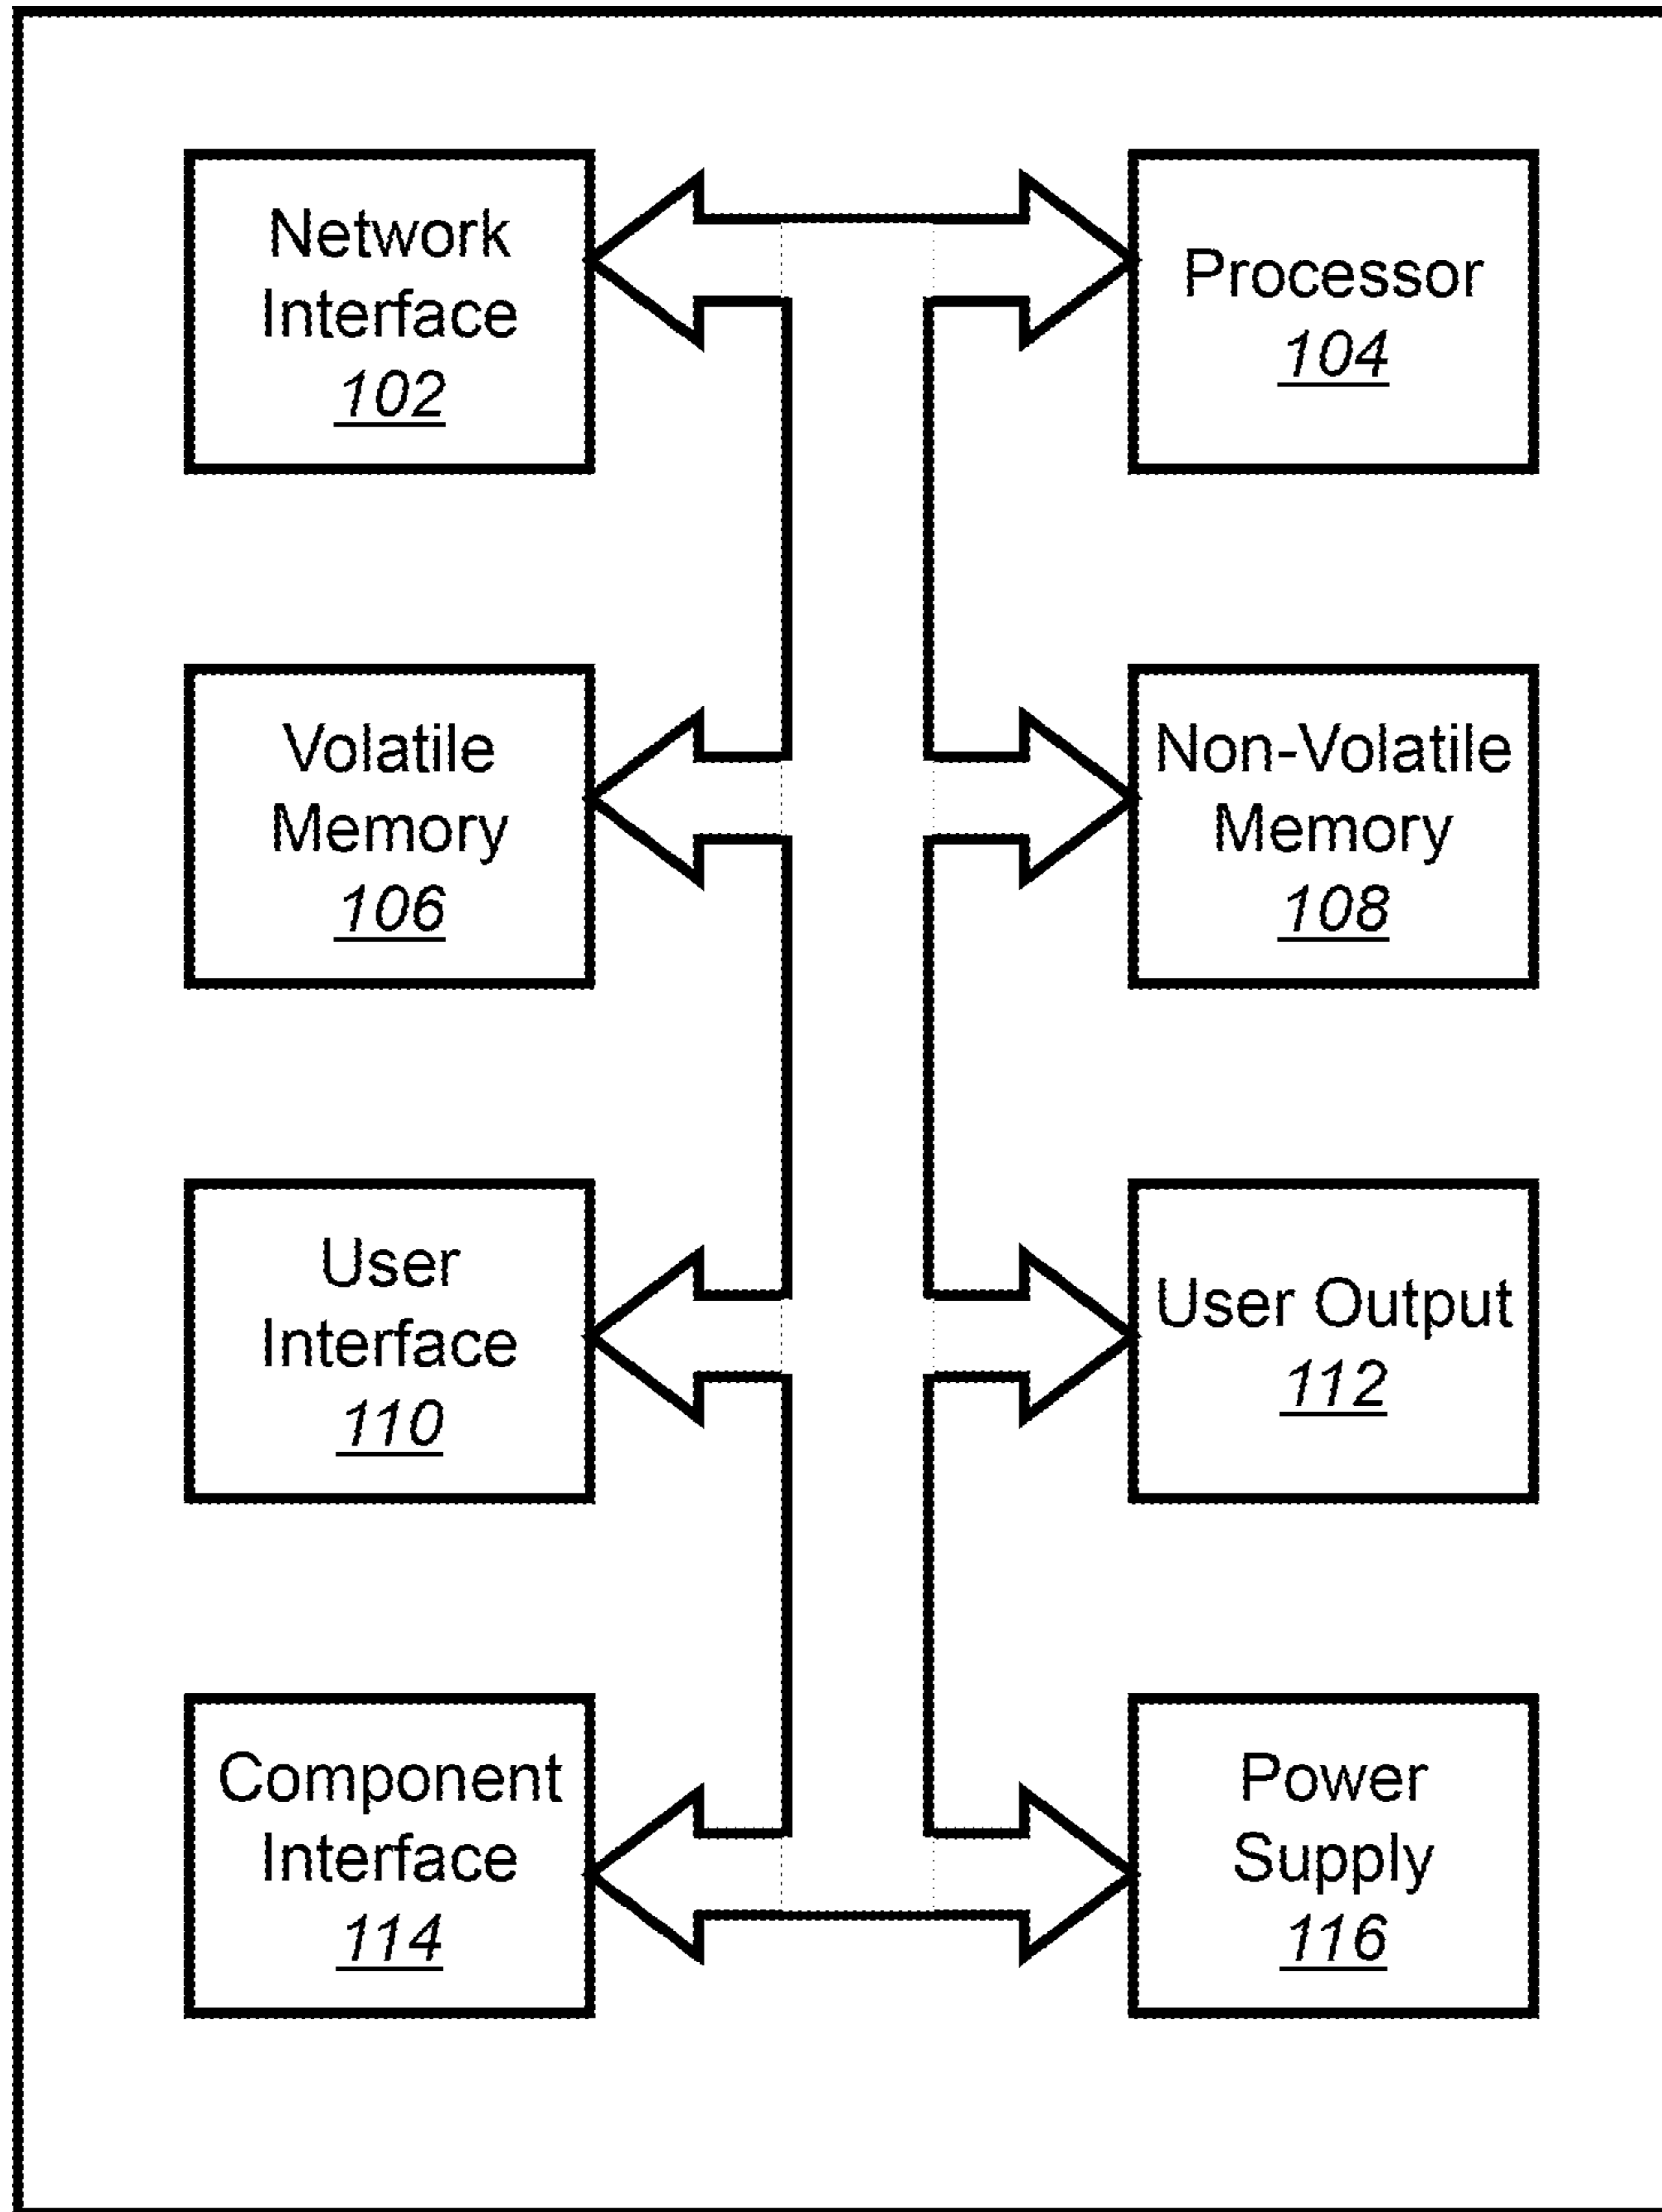 Network
Interface
102
Processor
104
Volatile
Memory
106
Non-Volatile
Memory
108
User
Interface
110
User Output
112
Component
Interface
114
Power
Supply
116